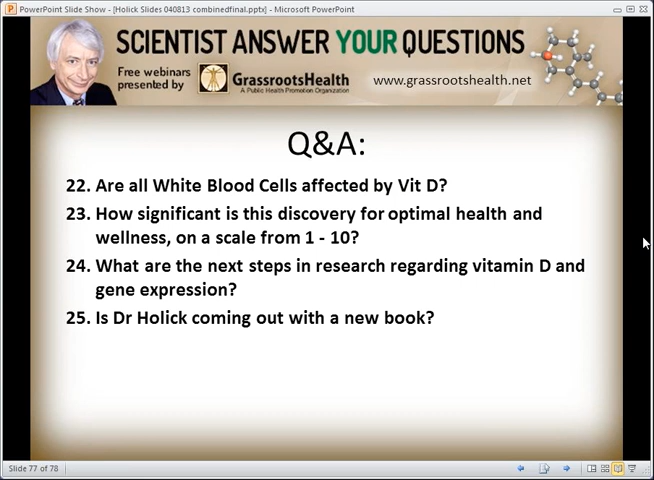 PowerPoint Slide Show - [Holick Slides 040813 combinedfinal.pptx] - Microsoft PowerPoint
SCIENTIST ANSWER YOUR QUESTIONS
Free webinars
presented by
GrassrootsHealth
A Public Health Promotion Organization
www.grassrootshealth.net
Q&A:
22. Are all White Blood Cells affected by Vit D?
23. How significant is this discovery for optimal health and
wellness, on a scale from 1 - 10?
24. What are the next steps in research regarding vitamin D and
gene expression?
25. Is Dr Holick coming out with a new book?
Slide 77 of 78